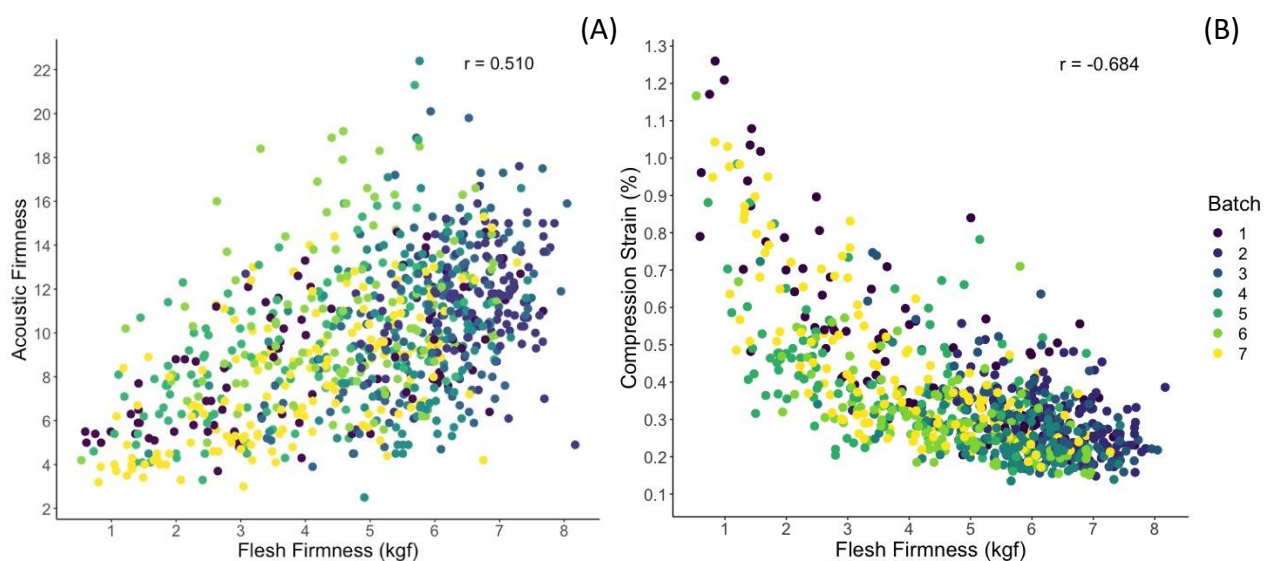 (A)
r = 0.510
Acoustic Firmness
22
20
18
16
14
12
10
8
6
4
2
1 2 3 4 5 6 7 8
Flesh Firmness (kgf)
(B)
r = -0.684
Compression Strain (%)
1.3
1.2
1.1
1.0
0.9
0.8
0.7
0.6
0.5
0.4
0.3
0.2
0.1
1 2 3 4 5 6 7 8
Flesh Firmness (kgf)
Batch
1
2
3
4
5
6
7